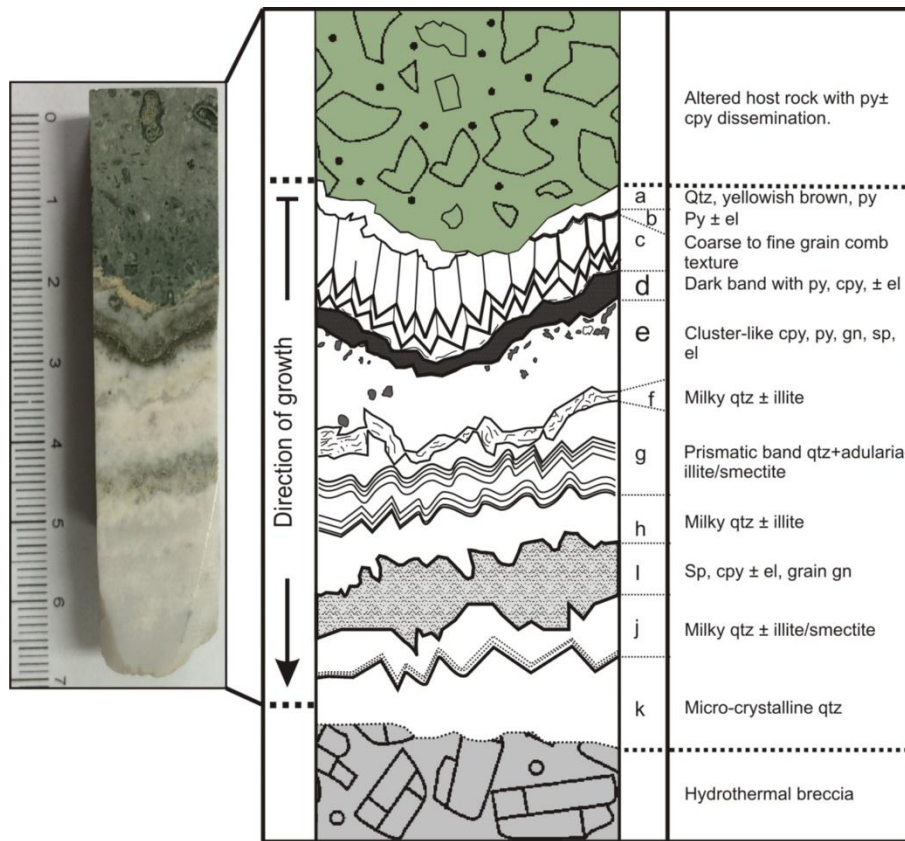 0
1
2
3
4
5
6
7
Direction of growth
a
b
c
d
e
f
g
h
I
j
k
Altered host rock with py±
cpy dissemination.
Qtz, yellowish brown, py
Py ± el
Coarse to fine grain comb
texture
Dark band with py, cpy, ± el
Cluster-like cpy, py, gn, sp,
el
Milky qtz ± illite
Prismatic band qtz+adularia
illite/smectite
Milky qtz ± illite
Sp, cpy ± el, grain gn
Milky qtz ± illite/smectite
Micro-crystalline qtz
Hydrothermal breccia